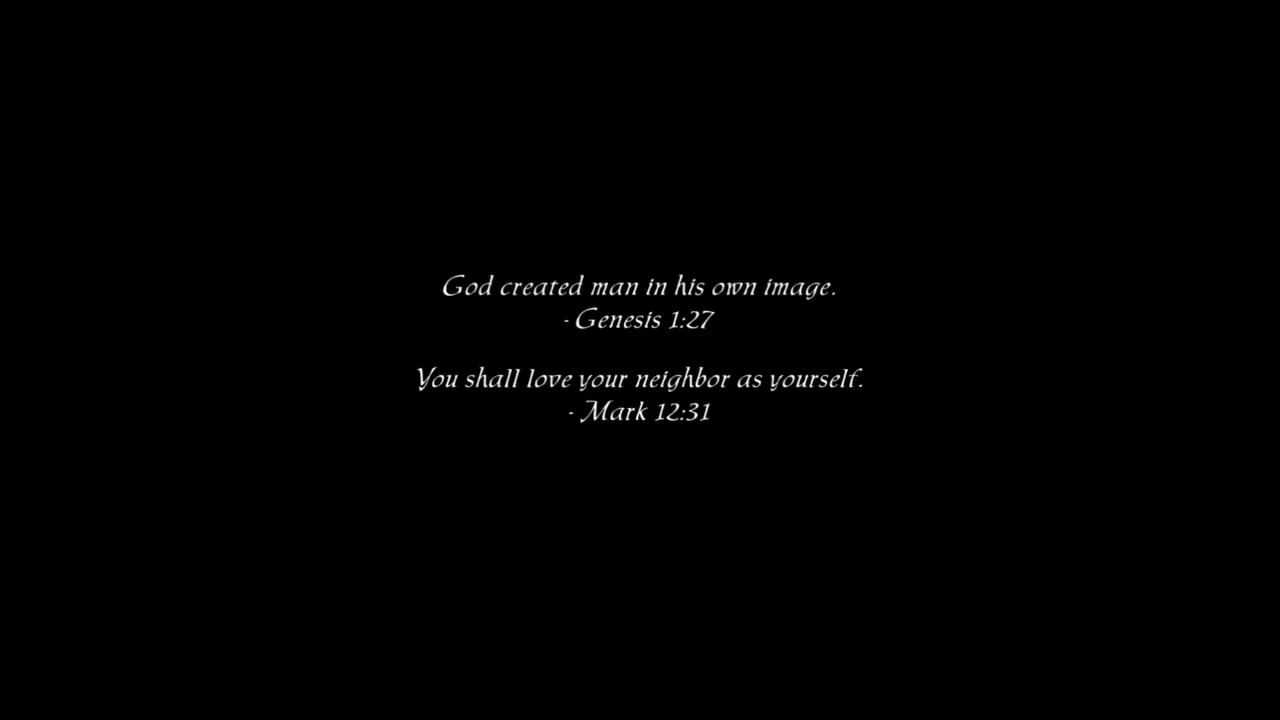 God created man in his own image.
- Genesis 1:27
You shall love your neighbor as yourself.
- Mark 12:31